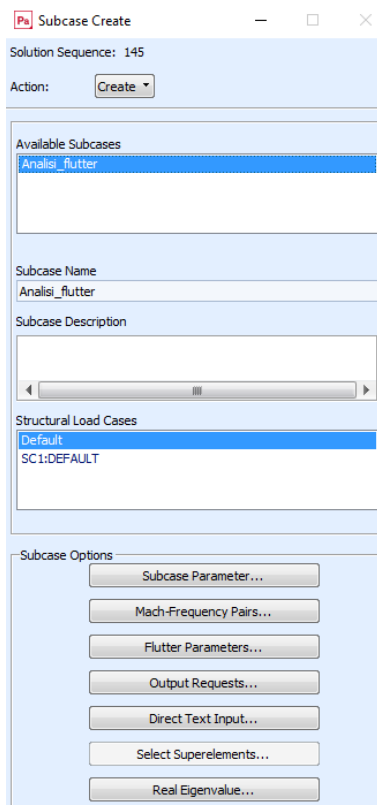 Pa Subcase Create
Solution Sequence: 145
Action: Create
Available Subcases
Analisi_flutter
Subcase Name
Analisi_flutter
Subcase Description
Structural Load Cases
Default
SC1:DEFAULT
Subcase Options
Subcase Parameter...
Mach-Frequency Pairs...
Flutter Parameters...
Output Requests...
Direct Text Input...
Select Superelements...
Real Eigenvalue...